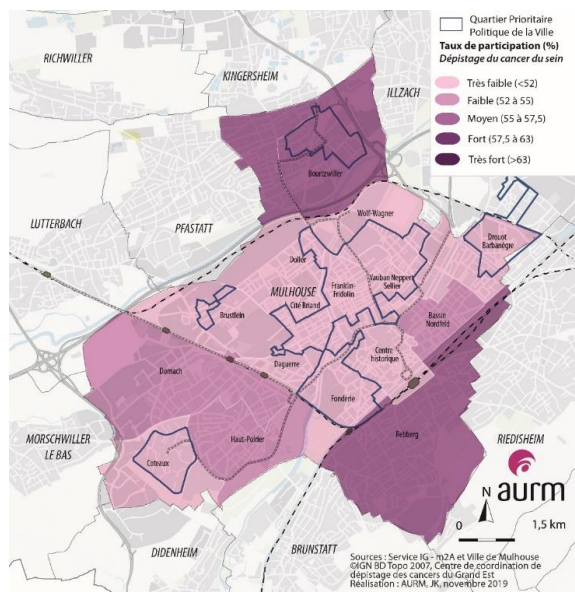 Quartier Prioritaire
Politique de la Ville
Taux de participation (%)
Dépistage du cancer du sein
Très faible (<52)
Faible (52 à 55)
Moyen (55 à 57,5)
Fort (57,5 à 63)
Très fort (>63)
RICHWILLER
KINGERSHEIM
ILLZACH
Bourtzwiller
LUTTERBACH
PFASTATT
Wolf-Wagner
Drouot
Barbanègre
Doller
Vauban Neppert
Sellier
MULHOUSE
Franklin-
Fridolin
Brustlein
Cité Briand
Bassin
Nordfeld
Centre
historique
Daguerre
Dornach
Fonderie
MORSCHWILLER
LE BAS
Haut-Poirier
Rebberg
RIEDISHEIM
Coteaux
aurm
N
0
1,5 km
DIDENHEIM
BRUNSTATT
Sources : Service IG - m2A et Ville de Mulhouse
©IGN BD Topo 2007, Centre de coordination de
dépistage des cancers du Grand Est
Réalisation : AURM, JK, novembre 2019